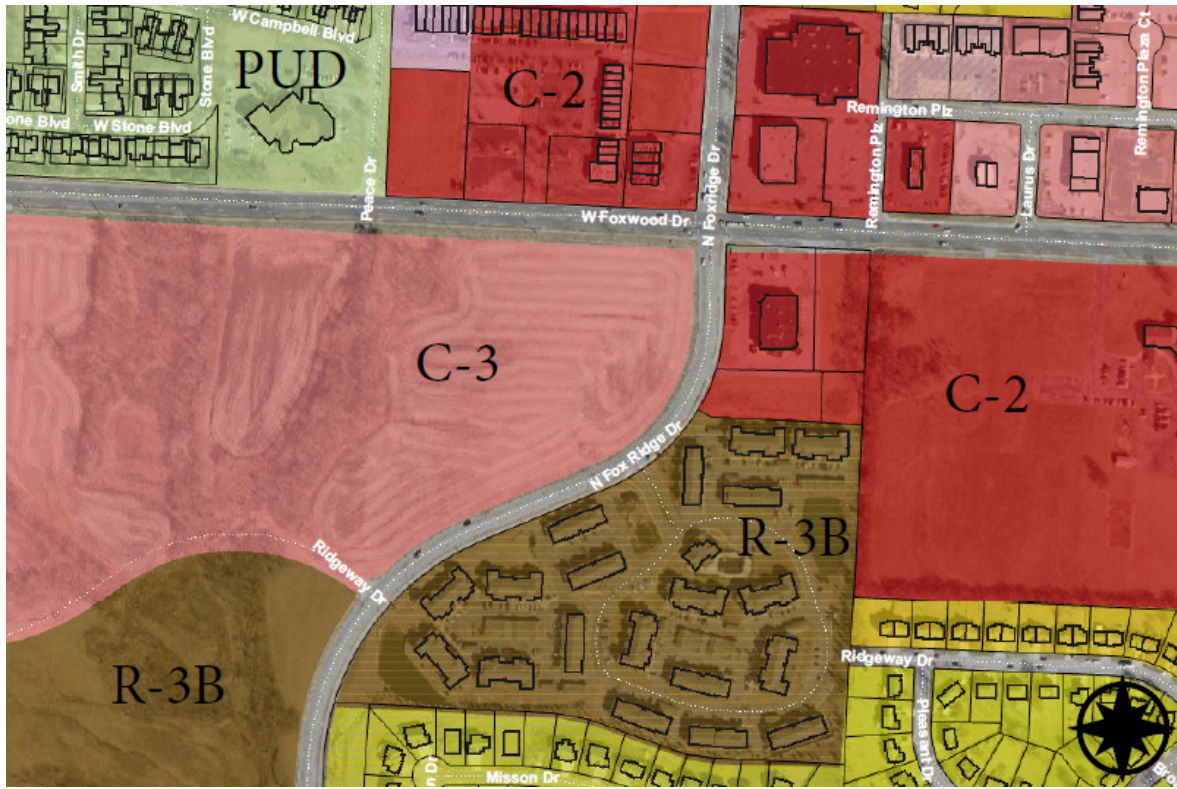 W Campbell Blvd
Smith Dr
Stone Blvd
PUD
C-2
Remington Plaza Ct
Remington Plz
one Blvd
W Stone Blvd
Peace Dr
N Foxridge Dr
Remington Plz
Laurus Dr
W Foxwood Dr
C-3
C-2
N Fox Ridge Dr
R-3B
Ridgeway Dr
R-3B
Ridgeway Dr
Pleasant Dr
n Dr
Misson Dr
Bro